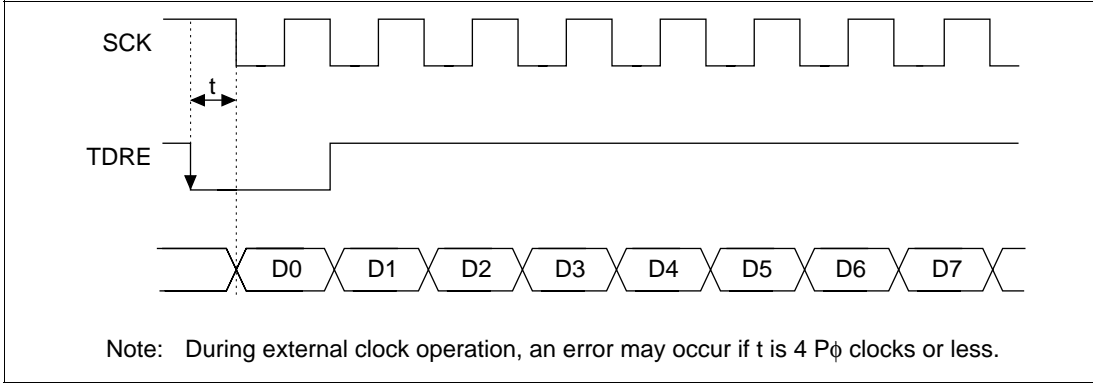 SCK
t
TDRE
D0 D1 D2 D3 D4 D5 D6 D7
Note: During external clock operation, an error may occur if t is 4 Pϕ clocks or less.